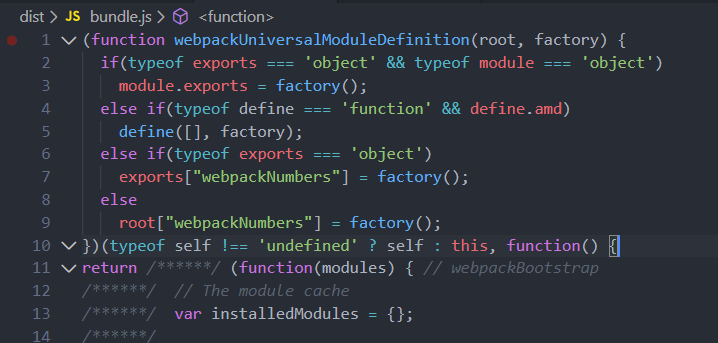 dist > JS bundle.js > <function>
1 (function webpackUniversalModuleDefinition(root, factory) {
2 if(typeof exports === 'object' && typeof module === 'object')
3 module.exports = factory();
4 else if(typeof define === 'function' && define.amd)
5 define([], factory);
6 else if(typeof exports === 'object')
7 exports["webpackNumbers"] = factory();
8 else
9 root["webpackNumbers"] = factory();
10 })(typeof self !== 'undefined' ? self : this, function() {
11 return /******/ (function(modules) { // webpackBootstrap
12 /******/ // The module cache
13 /******/ var installedModules = {};
14 /******/